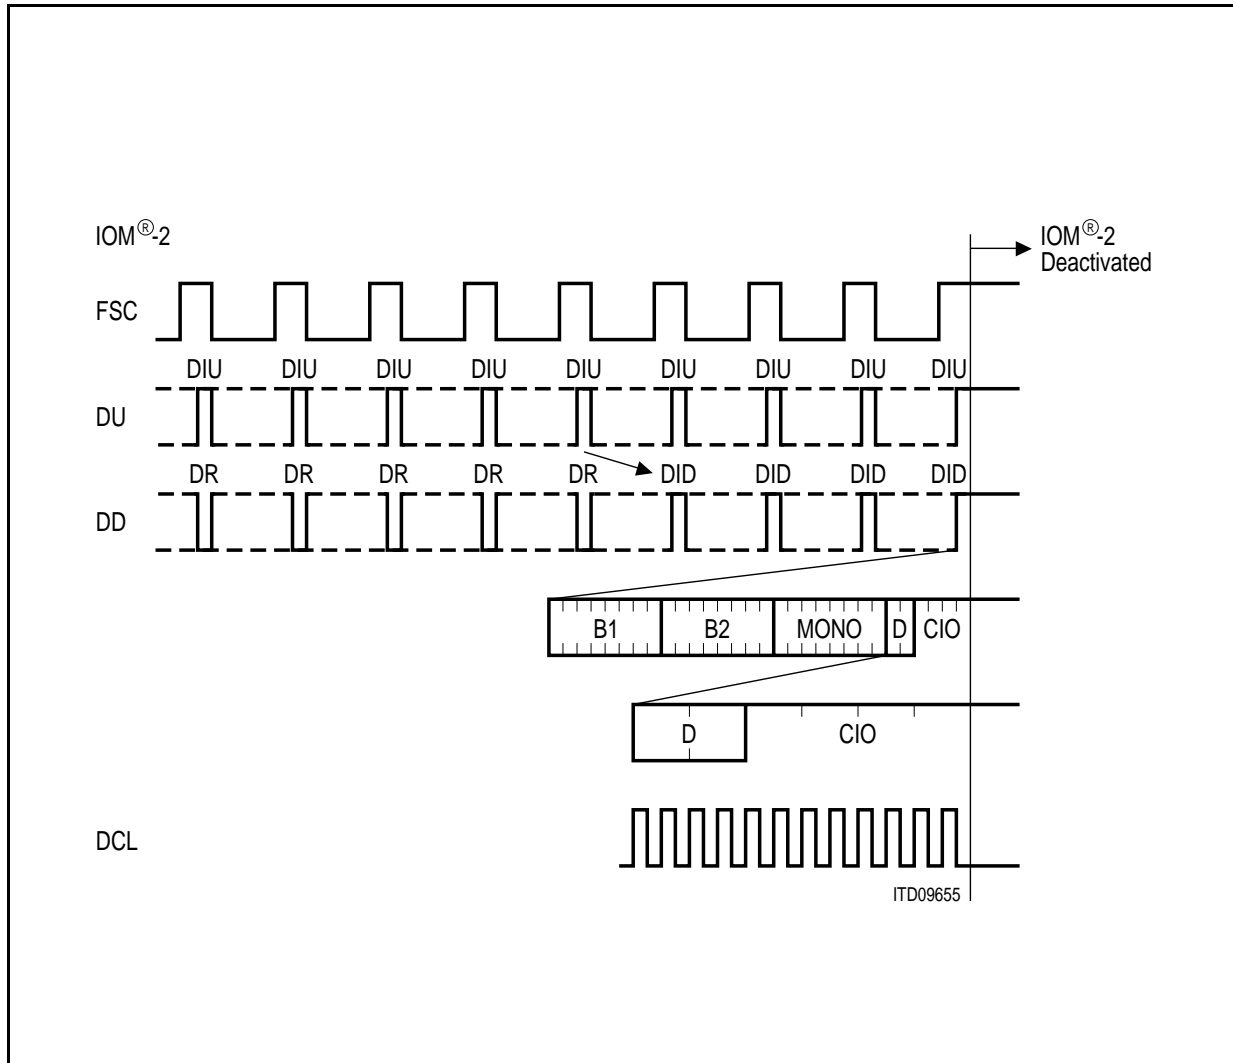 IOM®-2
IOM®-2
Deactivated
FSC
DIU DIU DIU DIU DIU DIU DIU DIU DIU
DU
DR DR DR DR DR DID DID DID DID
DD
B1 B2 MONO D CIO
D CIO
DCL
ITD09655